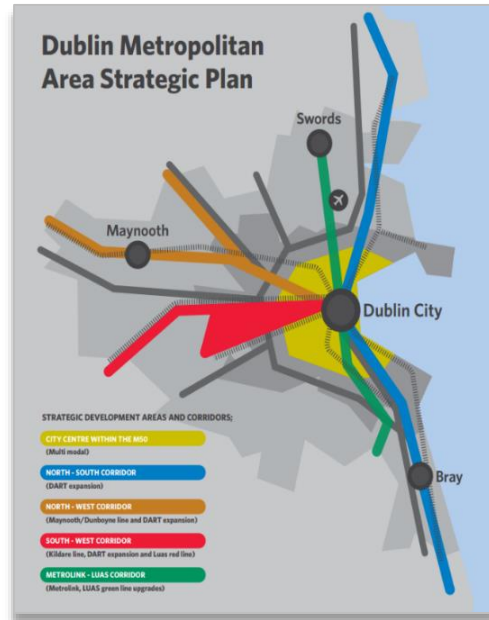 Dublin Metropolitan
Area Strategic Plan
Swords
Maynooth
Dublin City
Bray
STRATEGIC DEVELOPMENT AREAS AND CORRIDORS;
CITY CENTRE WITHIN THE M50
(Multi modal)
NORTH - SOUTH CORRIDOR
(DART expansion)
NORTH - WEST CORRIDOR
(Maynooth/Dunboyne line and DART expansion)
SOUTH - WEST CORRIDOR
(Kildare line, DART expansion and Luas red line)
METROLINK - LUAS CORRIDOR
(Metrolink, LUAS green line upgrades)